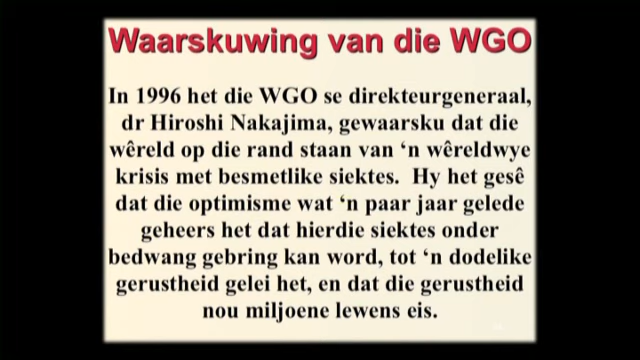 Waarskuwing van die WGO
In 1996 het die WGO se direkteurgeneraal,
dr Hiroshi Nakajima, gewaarsku dat die
wêreld op die rand staan van ‘n wêreldwye
krisis met besmetlike siektes. Hy het gesê
dat die optimisme wat ‘n paar jaar gelede
geheers het dat hierdie siektes onder
bedwang gebring kan word, tot ‘n dodelike
gerustheid gelei het, en dat die gerustheid
nou miljoene lewens eis.